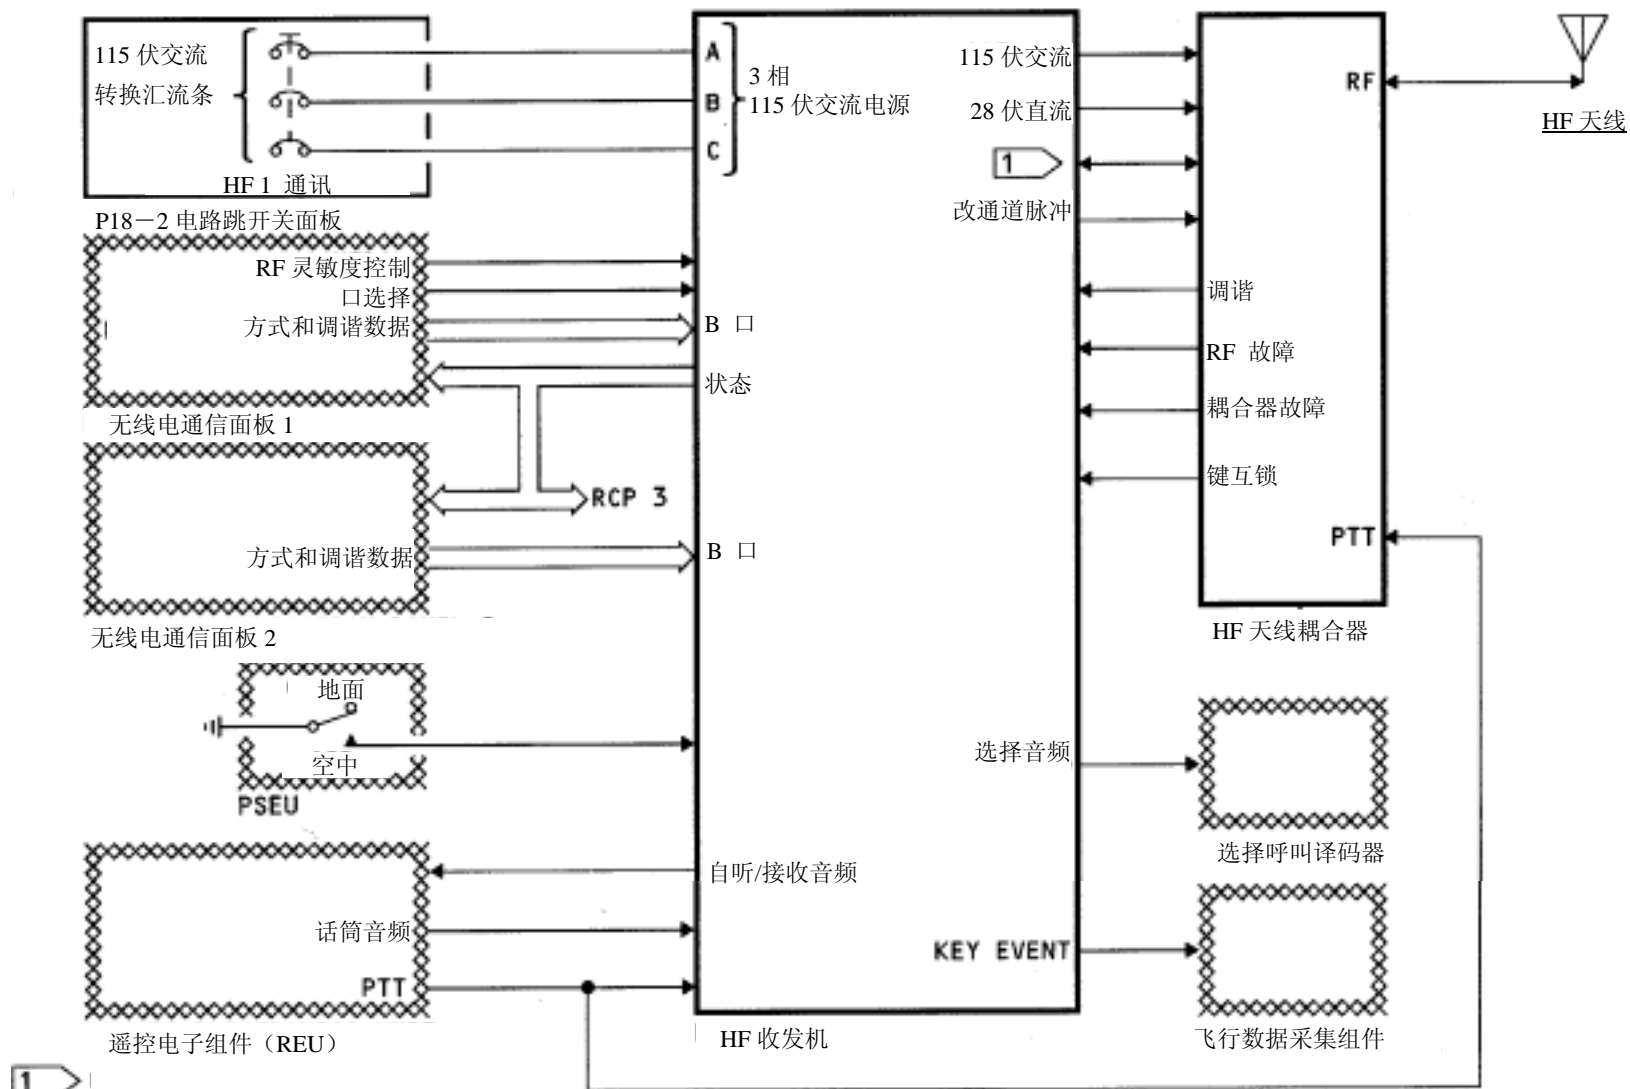 115 伏交流
转换汇流条
HF 1 通讯
P18－2 电路跳开关面板
A
B
C
3 相
115 伏交流电源
115 伏交流
28 伏直流
1
改通道脉冲
RF
HF 天线
RF 灵敏度控制
口选择
方式和调谐数据
B 口
状态
无线电通信面板 1
调谐
RF 故障
耦合器故障
键互锁
RCP 3
PTT
方式和调谐数据
B 口
无线电通信面板 2
HF 天线耦合器
地面
空中
PSEU
选择音频
选择呼叫译码器
自听/接收音频
话筒音频
PTT
KEY EVENT
遥控电子组件（REU）
HF 收发机
飞行数据采集组件
1